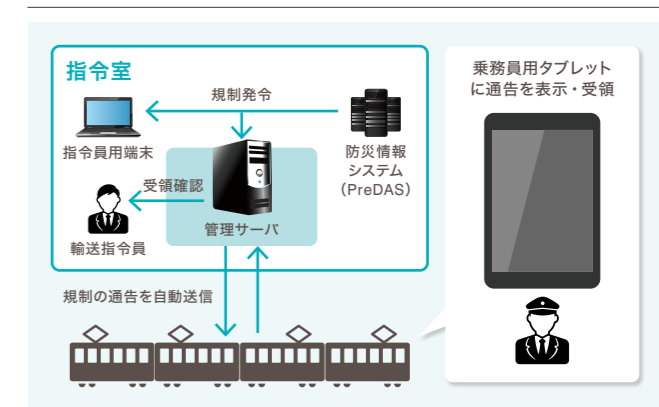 指令室
規制発令
指令員用端末
防災情報
システム
（PreDAS）
受領確認
輸送指令員
管理サーバ
規制の通告を自動送信
乗務員用タブレット
に通告を表示・受領